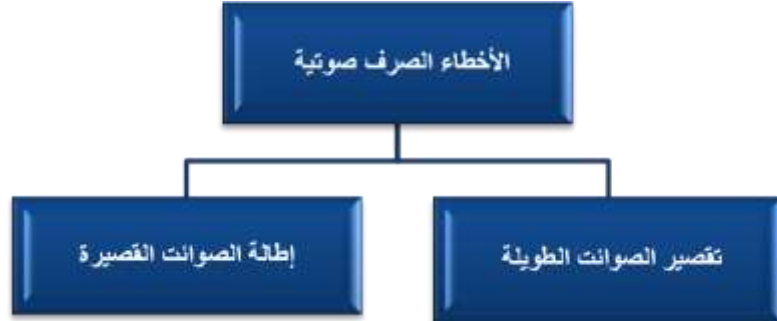 الأخطاء الصرف صوتية
تقصير الصوائت الطويلة
إطالة الصوائت القصيرة